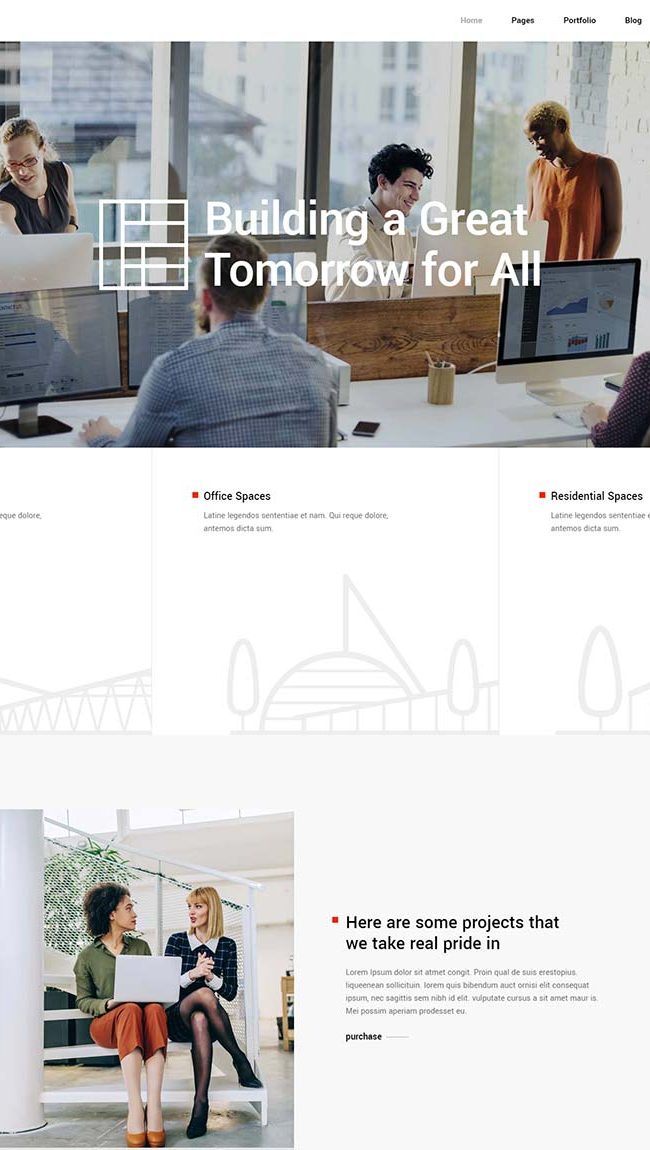 Home Pages Portfolio Blog
Building a Great
Tomorrow for All
eque dolore,
Office Spaces
Latine legendos sententiae et nam. Qui reque dolore,
antemos dicta sum.
Residential Spaces
Latine legendos sententiae e
antemos dicta sum.
Here are some projects that
we take real pride in
Lorem Ipsum dolor sit atmet congit. Proin qual de suis erestopius.
liqueenean sollicituin. lorem quis bibendum auct ornisi elit consequat
ipsum, nec sagittis sem nibh id elit. vulputate cursus a sit amet maur is.
Mei possim aperiam prodesset eu.
purchase